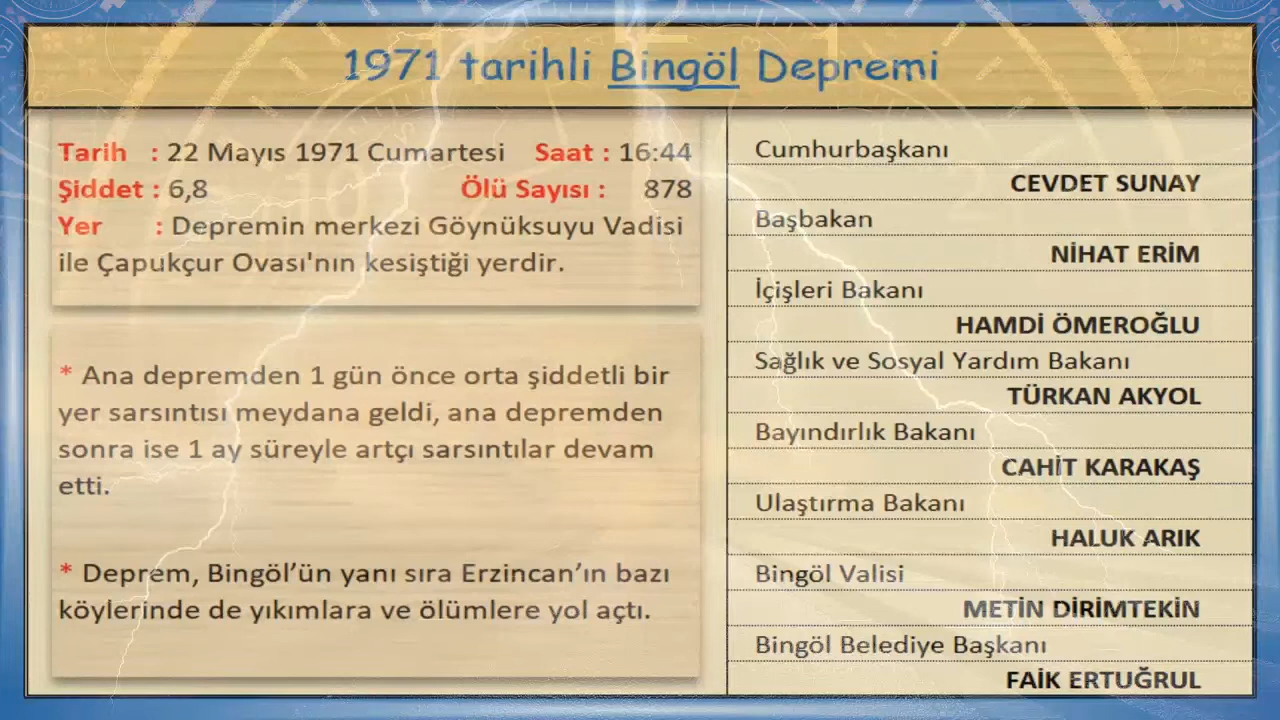 1971 tarihli Bingöl Depremi
Tarih : 22 Mayıs 1971 Cumartesi Saat : 16:44
Şiddet : 6,8 Ölü Sayısı : 878
Yer : Depremin merkezi Göynüksuyu Vadisi
ile Çapukçur Ovası'nın kesiştiği yerdir.
* Ana depremden 1 gün önce orta şiddetli bir
yer sarsıntısı meydana geldi, ana depremden
sonra ise 1 ay süreyle artçı sarsıntılar devam
etti.
* Deprem, Bingöl’ün yanı sıra Erzincan’ın bazı
köylerinde de yıkımlara ve ölümlere yol açtı.
Cumhurbaşkanı
CEVDET SUNAY
Başbakan
NİHAT ERİM
İçişleri Bakanı
HAMDİ ÖMEROĞLU
Sağlık ve Sosyal Yardım Bakanı
TÜRKAN AKYOL
Bayındırlık Bakanı
CAHİT KARAKAŞ
Ulaştırma Bakanı
HALUK ARIK
Bingöl Valisi
METİN DİRİMTEKİN
Bingöl Belediye Başkanı
FAİK ERTUĞRUL